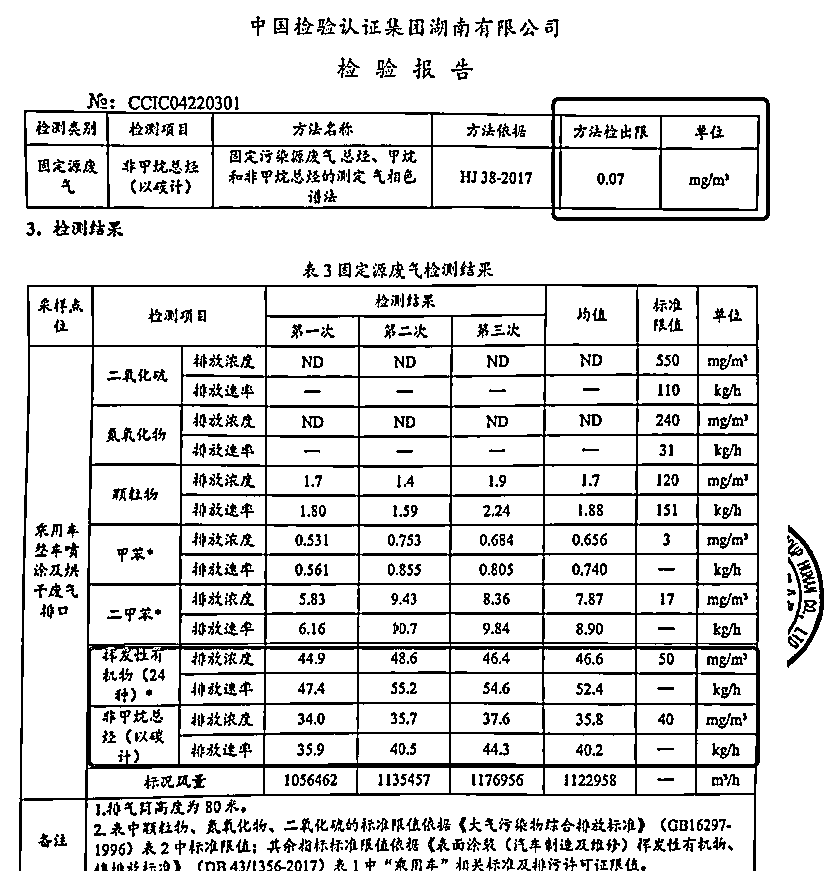 中国检验认证集团湖南有限公司
检 验 报 告
№: CCIC04220301
检测类别 检测项目 方法名称 方法依据 方法检出限 单位
固定源废气 非甲烷总烃（以碳计） 固定污染源废气 总烃、甲烷和非甲烷总烃的测定 气相色谱法 HJ 38-2017 0.07 mg/m³
3. 检测结果
表 3 固定源废气检测结果
采样点位 检测项目 检测结果 均值 标准限值 单位
第一次 第二次 第三次
乘用车整车喷涂及烘干废气排口
二氧化硫 排放浓度 ND ND ND ND 550 mg/m³
排放速率 — — — — 110 kg/h
氮氧化物 排放浓度 ND ND ND ND 240 mg/m³
排放速率 — — — — 31 kg/h
颗粒物 排放浓度 1.7 1.4 1.9 1.7 120 mg/m³
排放速率 1.80 1.59 2.24 1.88 151 kg/h
甲苯* 排放浓度 0.531 0.753 0.684 0.656 3 mg/m³
排放速率 0.561 0.855 0.805 0.740 — kg/h
二甲苯* 排放浓度 5.83 9.43 8.36 7.87 17 mg/m³
排放速率 6.16 10.7 9.84 8.90 — kg/h
挥发性有机物（24种）* 排放浓度 44.9 48.6 46.4 46.6 50 mg/m³
排放速率 47.4 55.2 54.6 52.4 — kg/h
非甲烷总烃（以碳计） 排放浓度 34.0 35.7 37.6 35.8 40 mg/m³
排放速率 35.9 40.5 44.3 40.2 — kg/h
标况风量 1056462 1135457 1176956 1122958 — m³/h
备注
1.排气筒高度为 80 米。
2.表中颗粒物、氮氧化物、二氧化硫的标准限值依据《大气污染物综合排放标准》（GB16297-
1996）表 2 中标准限值；其余指标标准限值依据《表面涂装（汽车制造及维修）挥发性有机物、
镍排放标准》（DB 43/1356-2017）表 1 中“乘用车”相关标准及排污许可证限值。